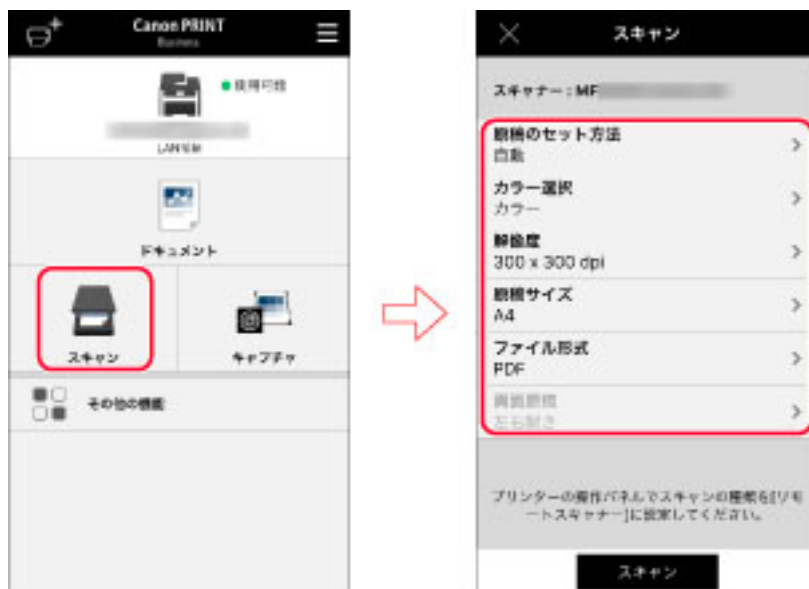 Canon PRINT
Business
使用可能
LAN接続
ドキュメント
スキャン
キャプチャ
その他の機能
スキャン
スキャナー : MF
原稿のセット方法
自動
カラー選択
カラー
解像度
300 x 300 dpi
原稿サイズ
A4
ファイル形式
PDF
両面原稿
左右開き
プリンターの操作パネルでスキャンの種類を[リモ
ートスキャナー]に設定してください。
スキャン